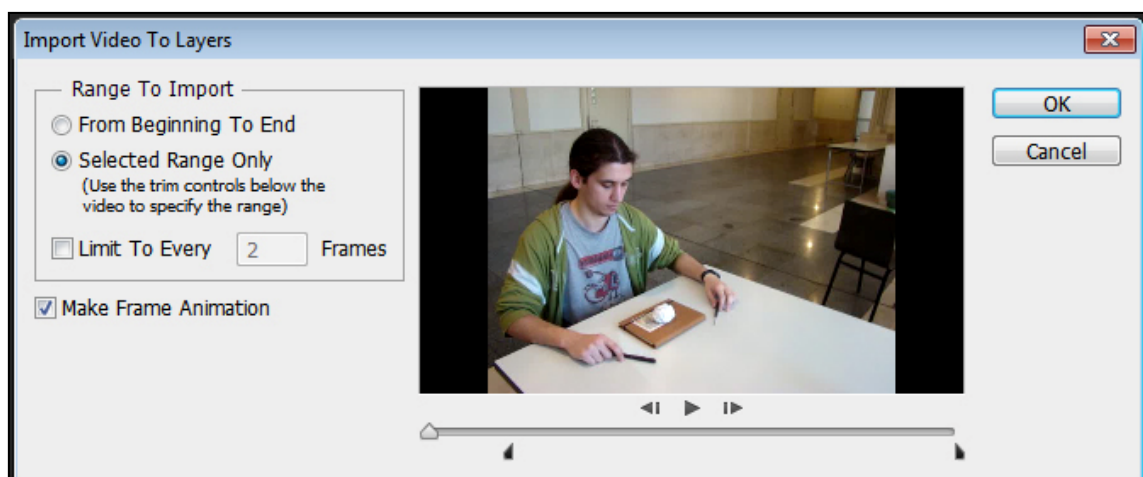 Import Video To Layers
Range To Import
From Beginning To End
Selected Range Only
(Use the trim controls below the
video to specify the range)
Limit To Every 2 Frames
Make Frame Animation
OK
Cancel